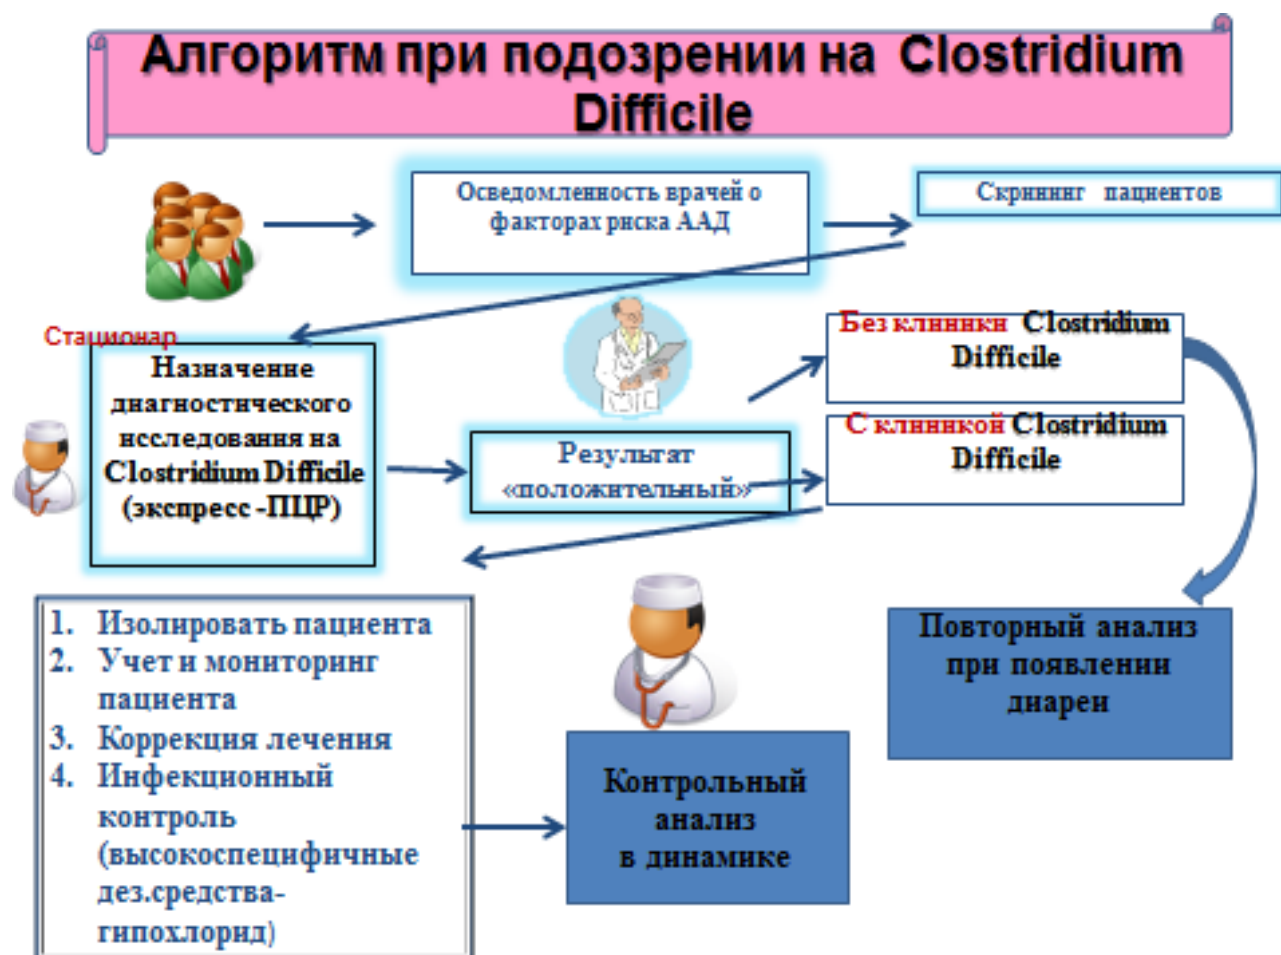 Алгоритм при подозрении на Clostridium
Difficile
Осведомленность врачей о
факторах риска ААД
Скрининг пациентов
Стационар
Назначение
диагностического
исследования на
Clostridium Difficile
(экспресс -ПЦР)
Результат
«положительный»
Без клиники Clostridium
Difficile
С клиникой Clostridium
Difficile
1. Изолировать пациента
2. Учет и мониторинг
пациента
3. Коррекция лечения
4. Инфекционный
контроль
(высокоспецифичные
дез.средства-
гипохлорид)
Контрольный
анализ
в динамике
Повторный анализ
при появлении
диареи